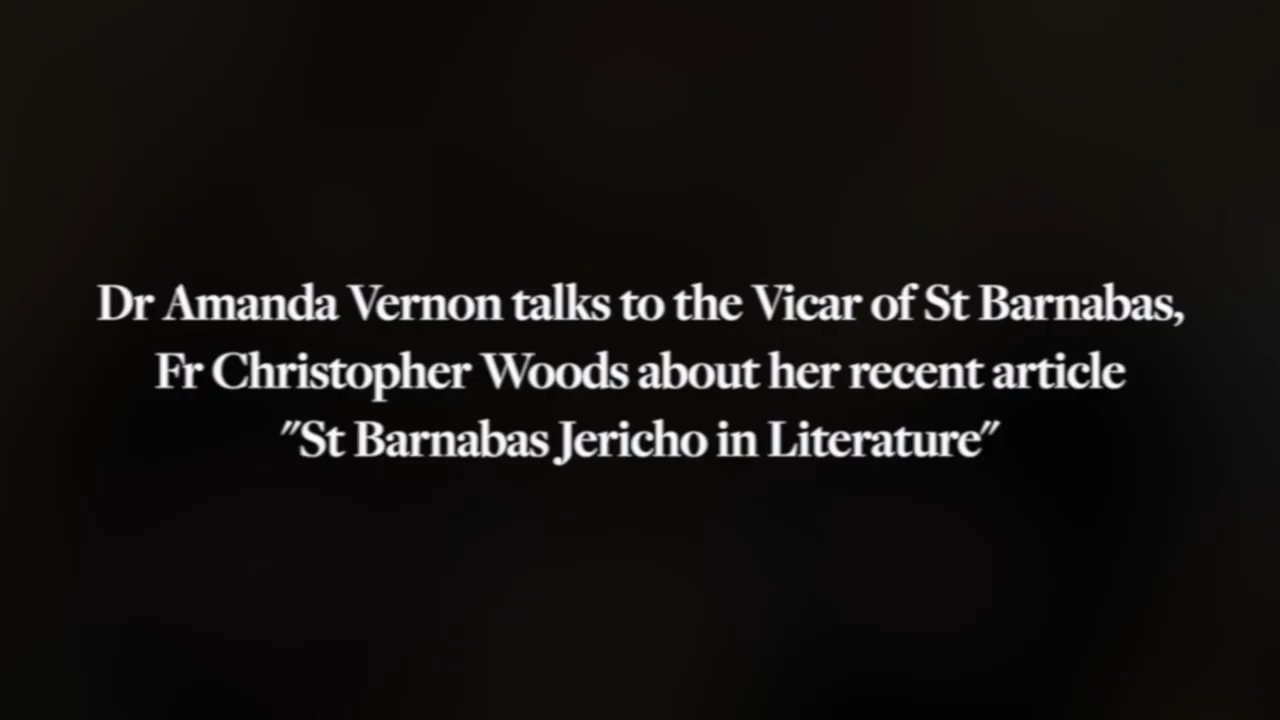 Dr Amanda Vernon talks to the Vicar of St Barnabas,
Fr Christopher Woods about her recent article
"St Barnabas Jericho in Literature"